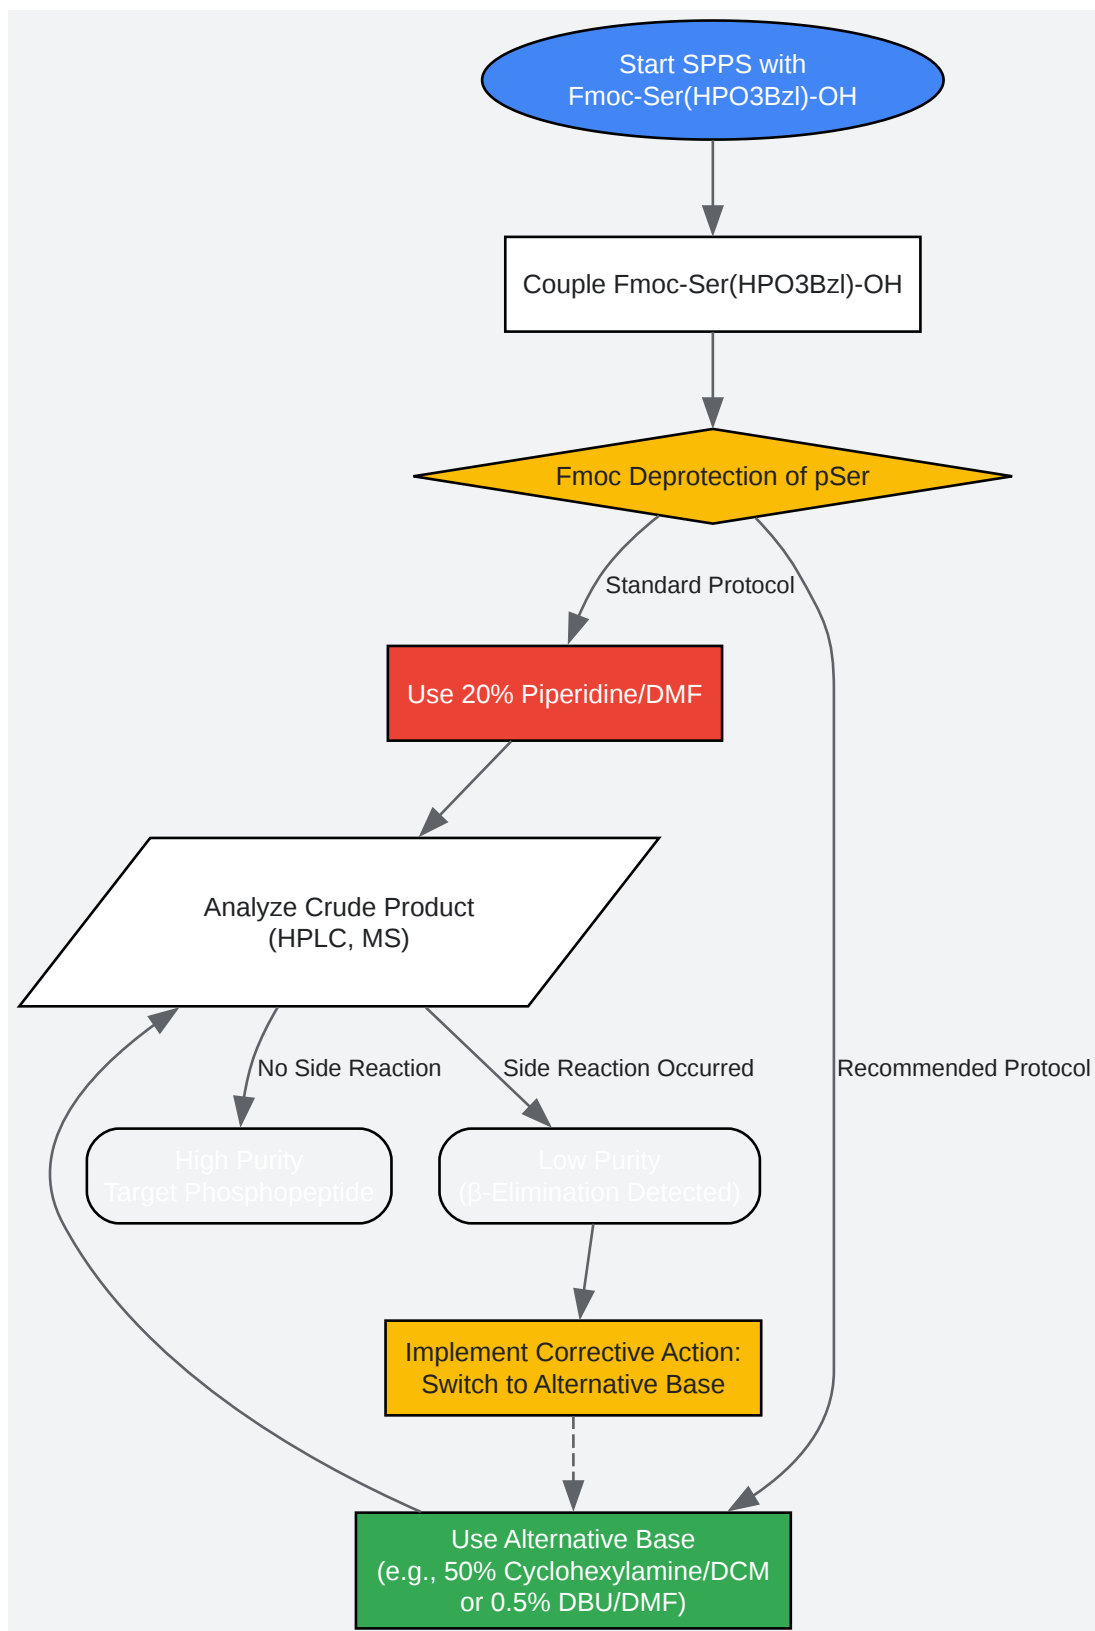 Start SPPS with
Fmoc-Ser(HPO3Bzl)-OH
Couple Fmoc-Ser(HPO3Bzl)-OH
Fmoc Deprotection of pSer
Standard Protocol
Use 20% Piperidine/DMF
Analyze Crude Product
(HPLC, MS)
No Side Reaction
Side Reaction Occurred
Recommended Protocol
High Purity
Target Phosphopeptide
Low Purity
(β-Elimination Detected)
Implement Corrective Action:
Switch to Alternative Base
Use Alternative Base
(e.g., 50% Cyclohexylamine/DCM
or 0.5% DBU/DMF)